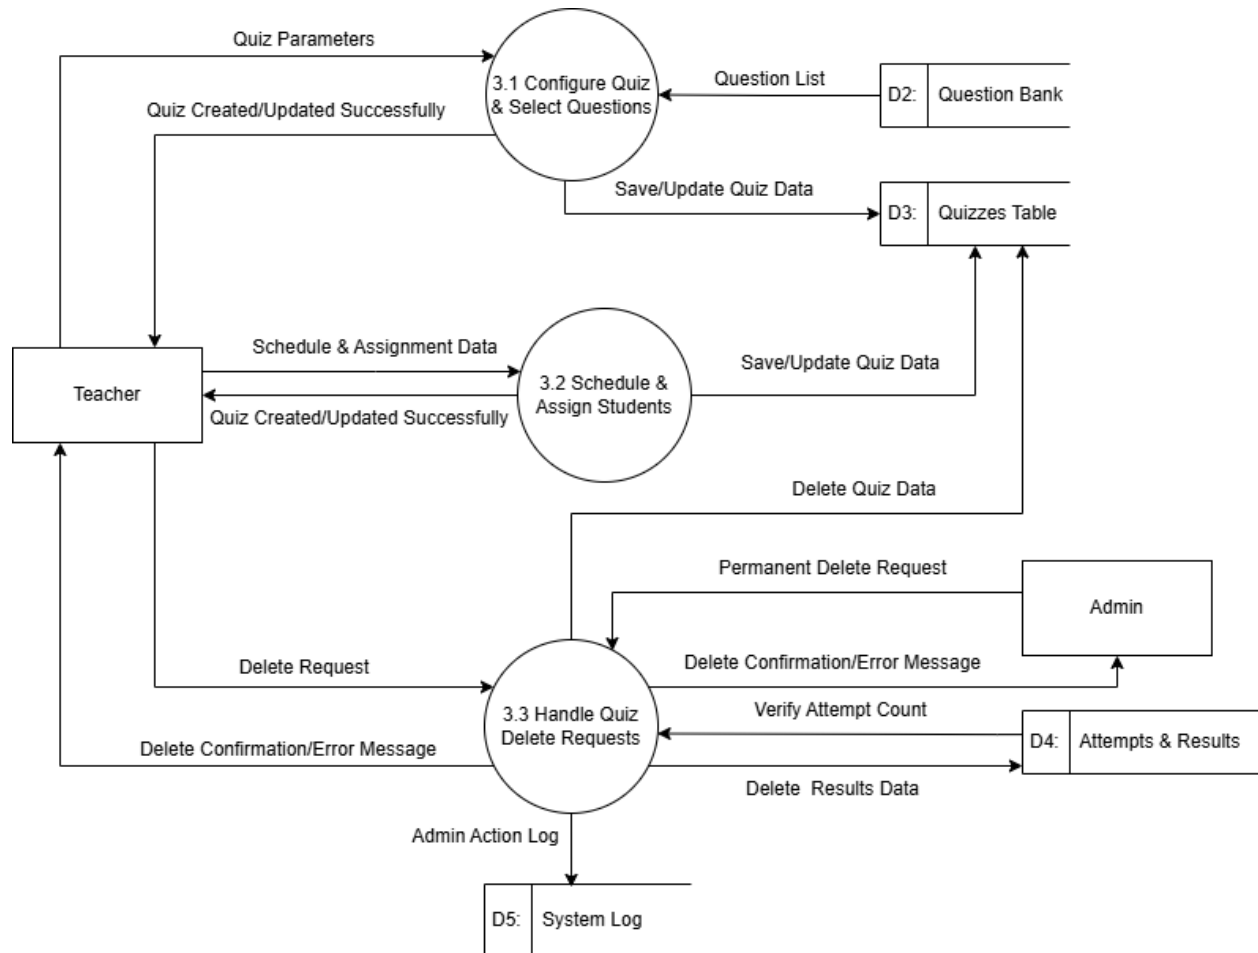 Quiz Parameters
3.1 Configure Quiz
& Select Questions
Question List
D2:
Question Bank
Quiz Created/Updated Successfully
Save/Update Quiz Data
D3:
Quizzes Table
Schedule & Assignment Data
Teacher
3.2 Schedule &
Assign Students
Save/Update Quiz Data
Quiz Created/Updated Successfully
Delete Quiz Data
Permanent Delete Request
Admin
Delete Request
Delete Confirmation/Error Message
3.3 Handle Quiz
Delete Requests
Verify Attempt Count
D4:
Attempts & Results
Delete Confirmation/Error Message
Delete  Results Data
Admin Action Log
D5:
System Log